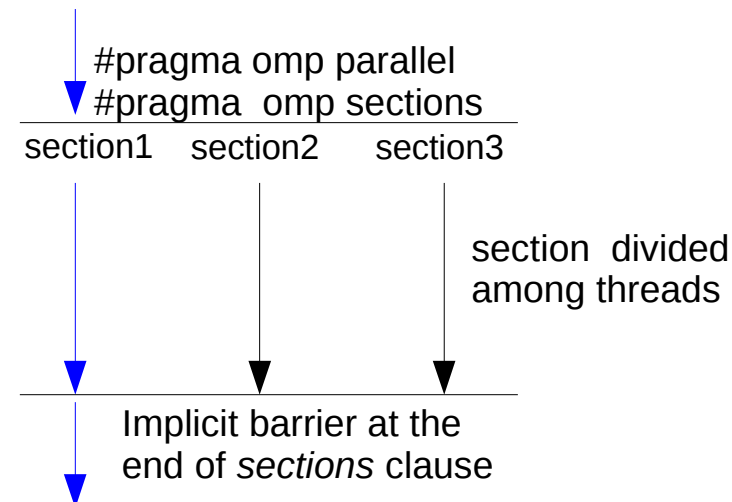 #pragma omp parallel
#pragma  omp sections
section1 section2 section3
section  divided
among threads
Implicit barrier at the
end of sections clause